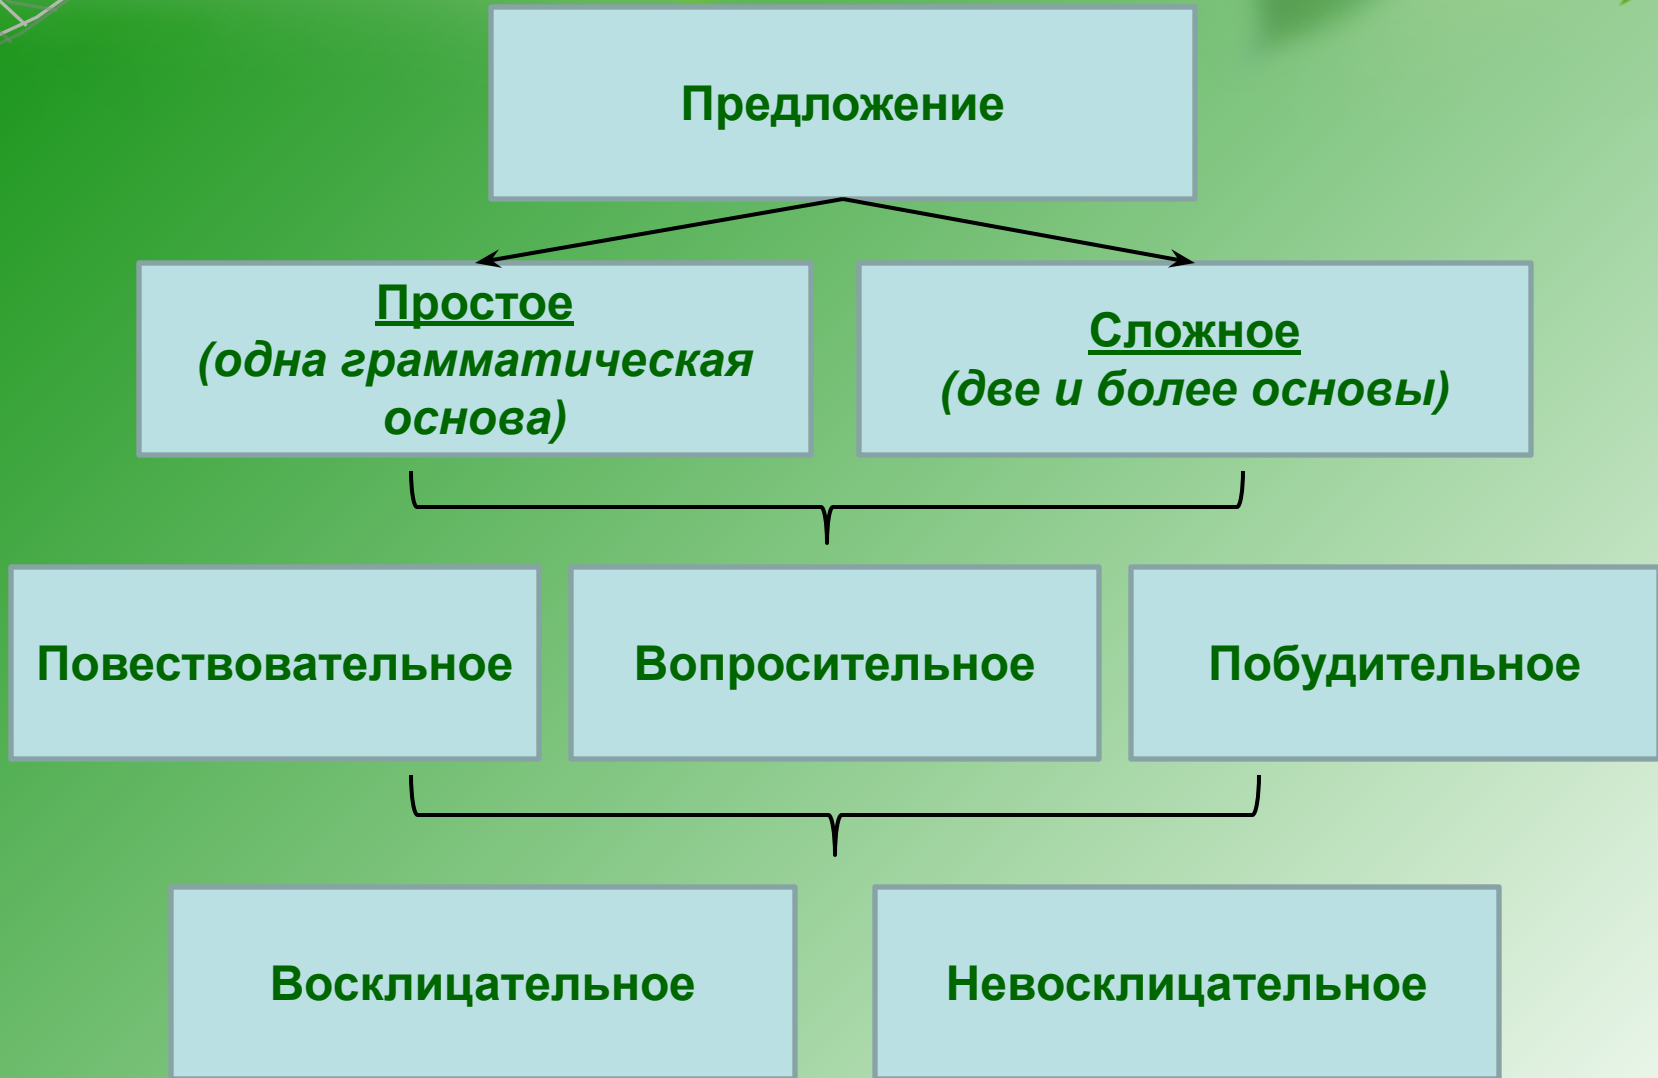 Предложение
Простое
(одна грамматическая
основа)
Сложное
(две и более основы)
Повествовательное
Вопросительное
Побудительное
Восклицательное
Невосклицательное